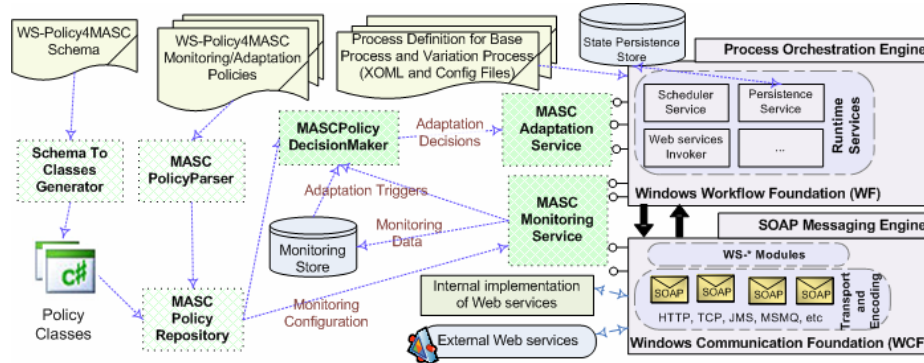 WS-Policy4MASC
Schema
WS-Policy4MASC
Monitoring/Adaptation
Policies
Process Definition for Base
Process and Variation Process
(XOML and Config Files)
State Persistence
Store
Process Orchestration Engine
Scheduler
Service
Persistence
Service
Web services
Invoker
...
Runtime
Services
Windows Workflow Foundation (WF)
Schema To
Classes
Generator
MASC
PolicyParser
MASCPolicy
DecisionMaker
Adaptation
Decisions
MASC
Adaptation
Service
Adaptation Triggers
Monitoring
Data
MASC
Monitoring
Service
Monitoring
Store
C#
Policy
Classes
MASC
Policy
Repository
Monitoring
Configuration
Internal implementation
of Web services
External Web services
SOAP Messaging Engine
WS-* Modules
SOAP
SOAP
SOAP
SOAP
HTTP, TCP, JMS, MSMQ, etc
Transport
and
Encoding
Windows Communication Foundation (WCF